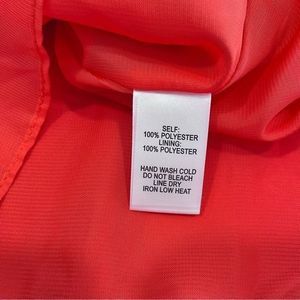 SELF:
100% POLYESTER
LINING:
100% POLYESTER
HAND WASH COLD
DO NOT BLEACH
LINE DRY
IRON LOW HEAT